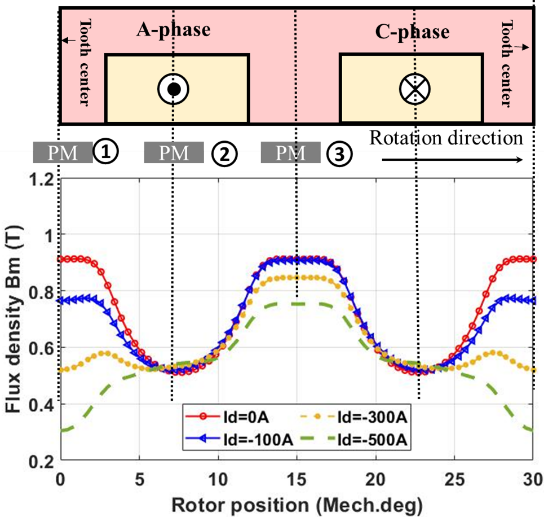 A-phase
C-phase
Tooth center
Tooth center
PM ① PM ② PM ③
Rotation direction
1.2
1
0.8
0.6
0.4
0.2
Flux density Bm (T)
Id=0A
Id=-300A
Id=-100A
Id=-500A
0 5 10 15 20 25 30
Rotor position (Mech.deg)